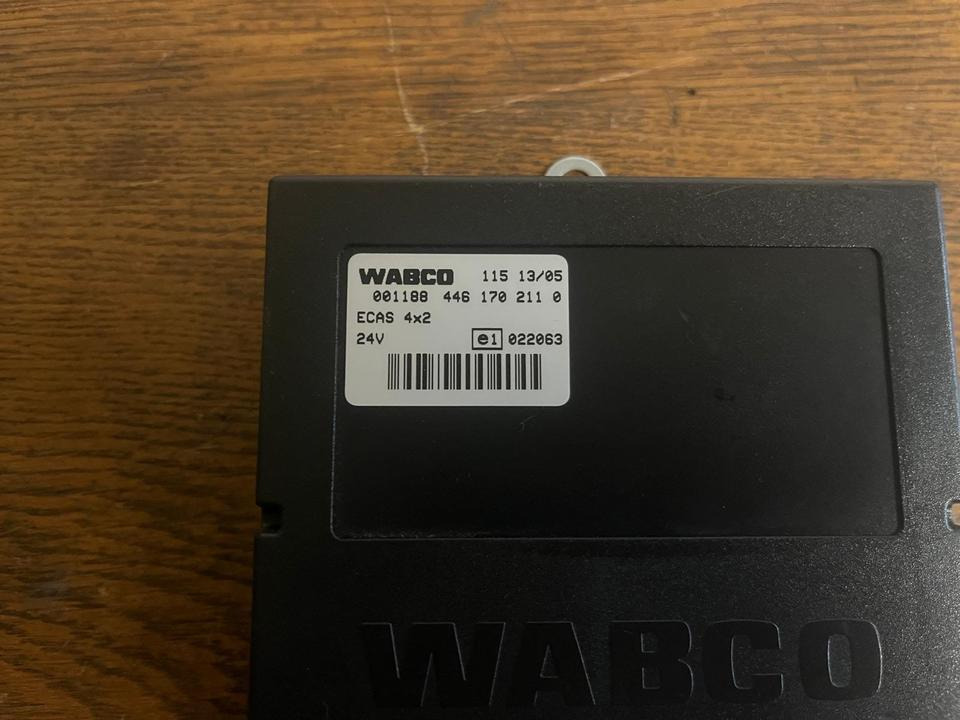 WABCO 115 13/05
001188 446 170 211 0
ECAS 4x2
24V e1 022063
WABCO